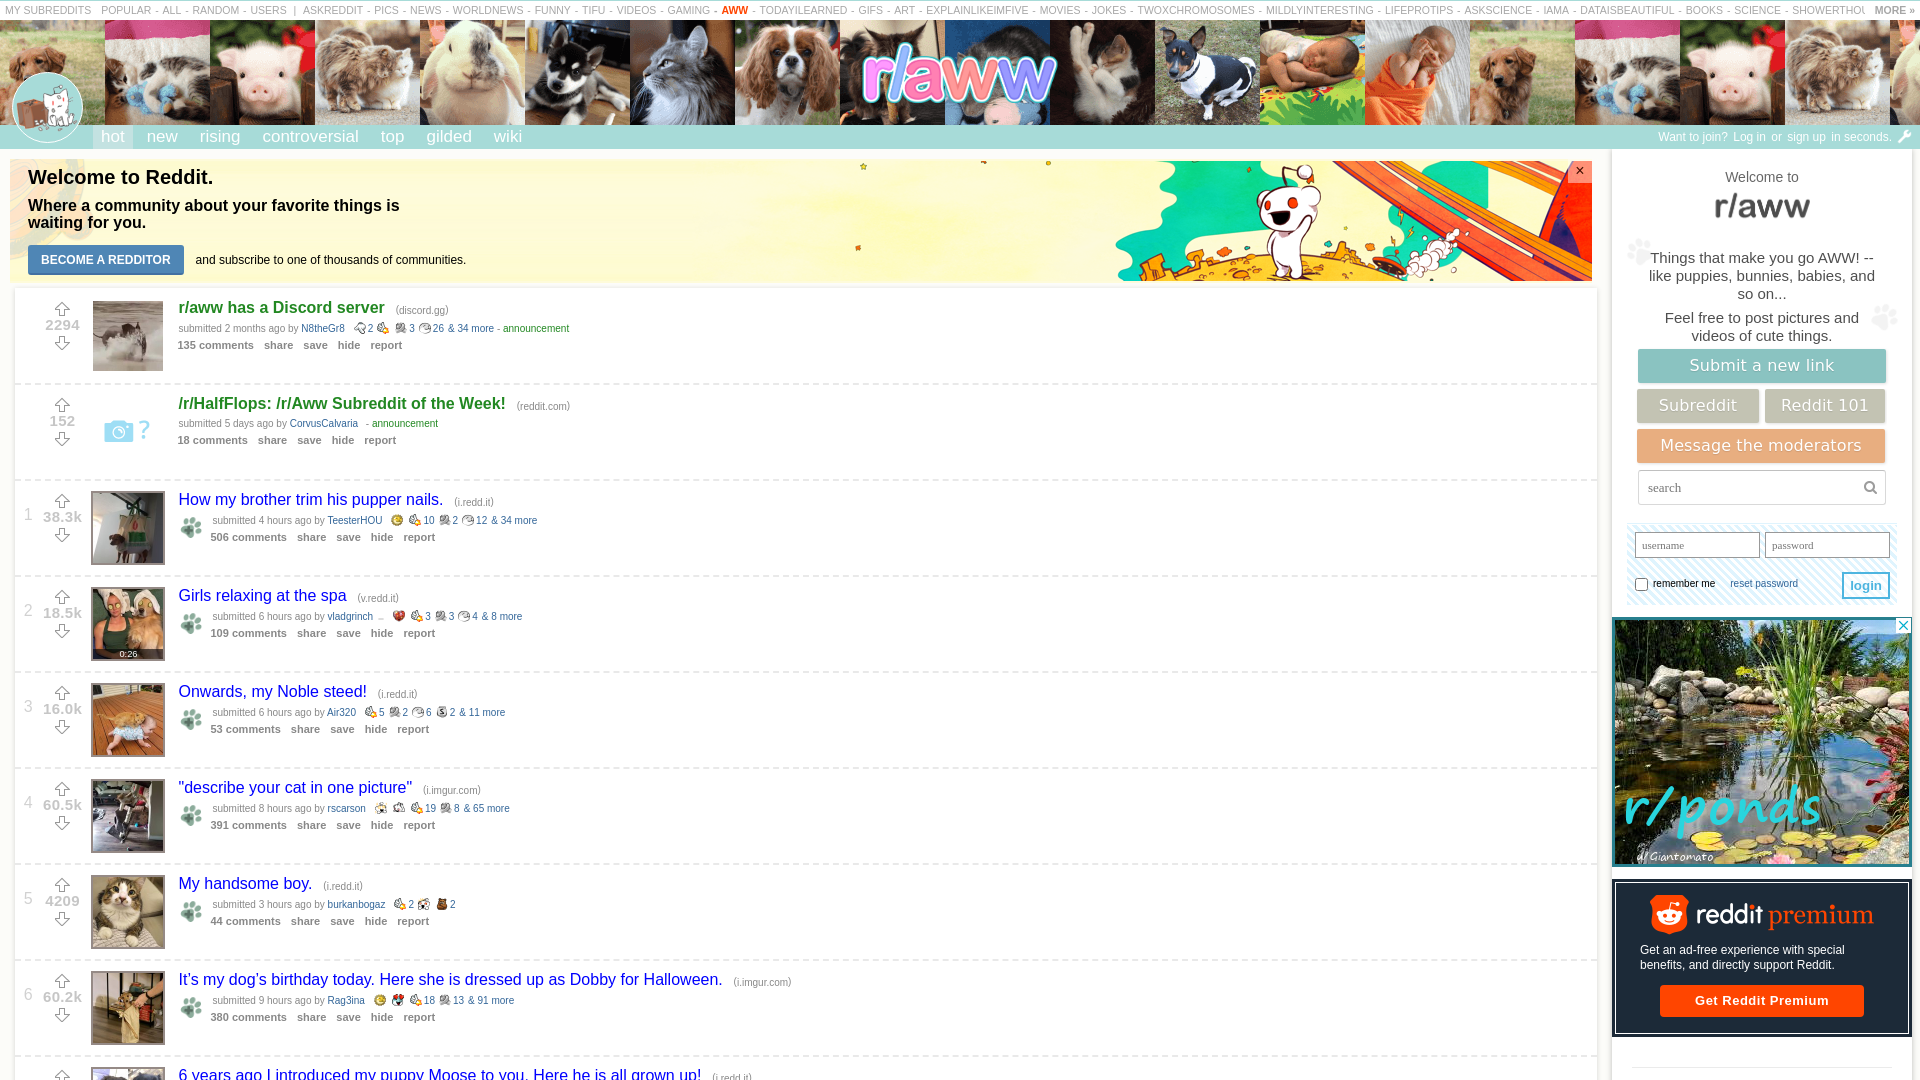 MY SUBREDDITS POPULAR - ALL - RANDOM - USERS | ASKREDDIT - PICS - NEWS - WORLDNEWS - FUNNY - TIFU - VIDEOS - GAMING - AWW - TODAYILEARNED - GIFS - ART - EXPLAINLIKEIMFIVE - MOVIES - JOKES - TWOXCHROMOSOMES - MILDLYINTERESTING - LIFEPROTIPS - ASKSCIENCE - IAMA - DATAISBEAUTIFUL - BOOKS - SCIENCE - SHOWERTHOU MORE »
r/aww
hot new rising controversial top gilded wiki
Want to join? Log in or sign up in seconds.
Welcome to Reddit.
Where a community about your favorite things is
waiting for you.
BECOME A REDDITOR and subscribe to one of thousands of communities.
×
2294
r/aww has a Discord server (discord.gg)
submitted 2 months ago by N8theGr8 2 3 26 & 34 more - announcement
135 comments share save hide report
152
?
/r/HalfFlops: /r/Aww Subreddit of the Week! (reddit.com)
submitted 5 days ago by CorvusCalvaria - announcement
18 comments share save hide report
1
38.3k
How my brother trim his pupper nails. (i.redd.it)
submitted 4 hours ago by TeesterHOU 10 2 12 & 34 more
506 comments share save hide report
2
18.5k
0:26
Girls relaxing at the spa (v.redd.it)
submitted 6 hours ago by vladgrinch ... 3 3 4 & 8 more
109 comments share save hide report
3
16.0k
Onwards, my Noble steed! (i.redd.it)
submitted 6 hours ago by Air320 5 2 6 2 & 11 more
53 comments share save hide report
4
60.5k
"describe your cat in one picture" (i.imgur.com)
submitted 8 hours ago by rscarson 19 8 & 65 more
391 comments share save hide report
5
4209
My handsome boy. (i.redd.it)
submitted 3 hours ago by burkanbogaz 2 2
44 comments share save hide report
6
60.2k
It’s my dog’s birthday today. Here she is dressed up as Dobby for Halloween. (i.imgur.com)
submitted 9 hours ago by Rag3ina 18 13 & 91 more
380 comments share save hide report
6 years ago I introduced my puppy Moose to you. Here he is all grown up! (i.redd.it)
Welcome to
r/aww
Things that make you go AWW! --
like puppies, bunnies, babies, and
so on...
Feel free to post pictures and
videos of cute things.
Submit a new link
Subreddit Reddit 101
Message the moderators
search
username password
remember me reset password login
r/ponds
u/Giantomato
reddit premium
Get an ad-free experience with special
benefits, and directly support Reddit.
Get Reddit Premium